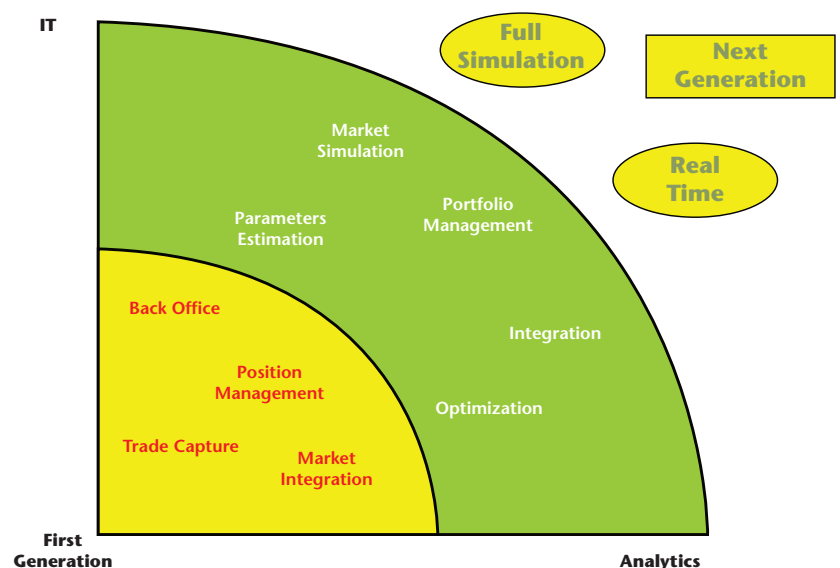 IT
Full
Simulation
Next
Generation
Market
Simulation
Real
Time
Portfolio
Management
Parameters
Estimation
Back Office
Integration
Position
Management
Optimization
Trade Capture
Market
Integration
First
Generation
Analytics